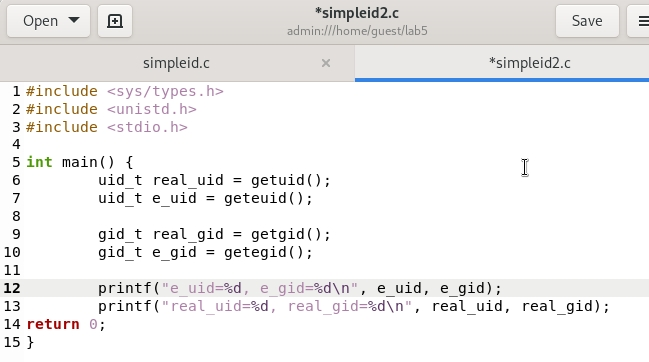 Open
*simpleid2.c
admin:///home/guest/lab5
Save
simpleid.c ×
*simpleid2.c
1 #include <sys/types.h>
2 #include <unistd.h>
3 #include <stdio.h>
4
5 int main() {
6         uid_t real_uid = getuid();
7         uid_t e_uid = geteuid();
8
9         gid_t real_gid = getgid();
10         gid_t e_gid = getegid();
11
12         printf("e_uid=%d, e_gid=%d\n", e_uid, e_gid);
13         printf("real_uid=%d, real_gid=%d\n", real_uid, real_gid);
14 return 0;
15 }